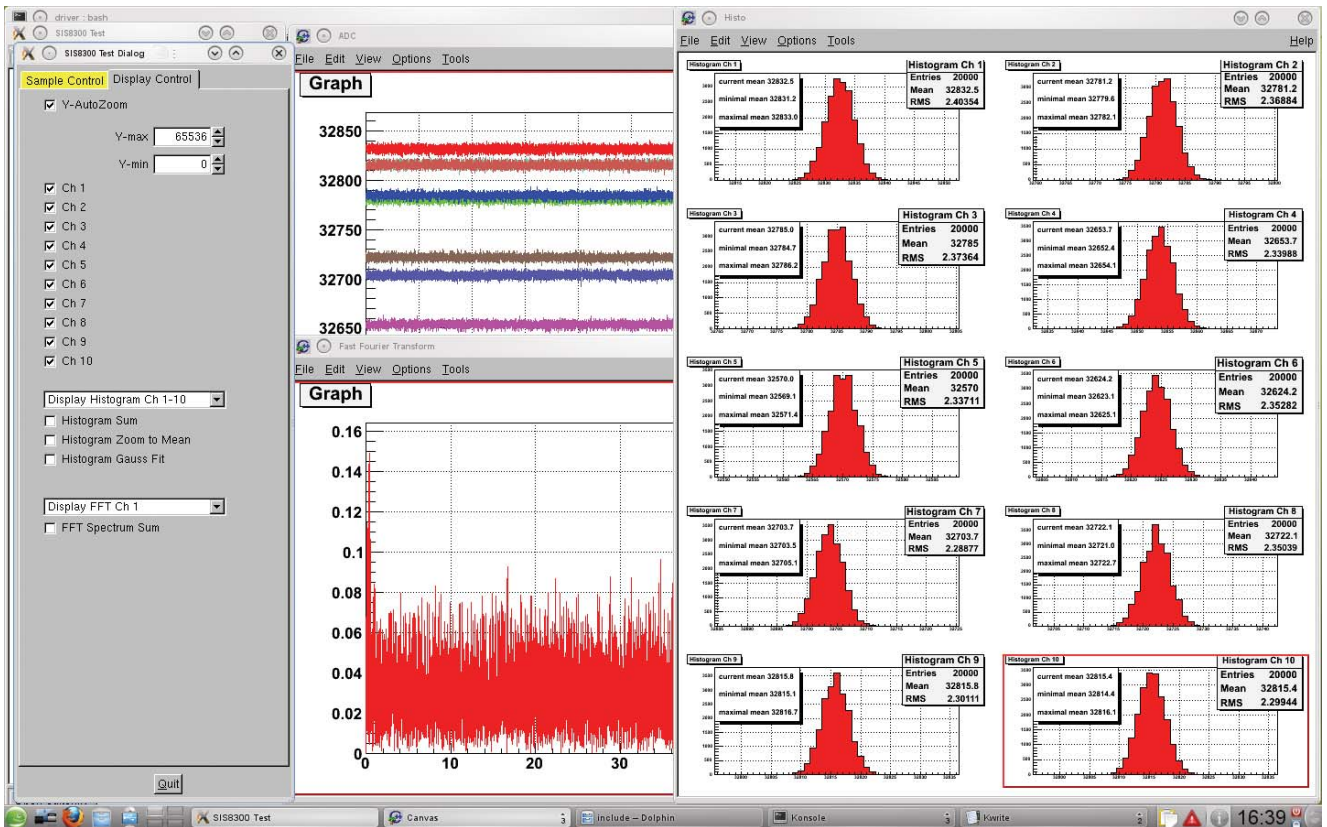 driver : bash
SIS8300 Test
SIS8300 Test Dialog
Sample Control Display Control
Y-AutoZoom
Y-max 65536
Y-min 0
Ch 1
Ch 2
Ch 3
Ch 4
Ch 5
Ch 6
Ch 7
Ch 8
Ch 9
Ch 10
Display Histogram Ch 1-10
Histogram Sum
Histogram Zoom to Mean
Histogram Gauss Fit
Display FFT Ch 1
FFT Spectrum Sum
Quit
ADC
File Edit View Options Tools
Graph
32850
32800
32750
32700
32650
Fast Fourier Transform
File Edit View Options Tools
Graph
0.16
0.14
0.12
0.1
0.08
0.06
0.04
0.02
0
0 10 20 30
Histo
File Edit View Options Tools Help
Histogram Ch 1
current mean 32832.5
minimal mean 32831.2
maximal mean 32833.0
Histogram Ch 1
Entries 20000
Mean 32832.5
RMS 2.40354
Histogram Ch 2
current mean 32781.2
minimal mean 32779.6
maximal mean 32782.1
Histogram Ch 2
Entries 20000
Mean 32781.2
RMS 2.36884
Histogram Ch 3
current mean 32785.0
minimal mean 32784.7
maximal mean 32786.2
Histogram Ch 3
Entries 20000
Mean 32785
RMS 2.37364
Histogram Ch 4
current mean 32653.7
minimal mean 32652.4
maximal mean 32654.1
Histogram Ch 4
Entries 20000
Mean 32653.7
RMS 2.33988
Histogram Ch 5
current mean 32570.0
minimal mean 32569.1
maximal mean 32571.4
Histogram Ch 5
Entries 20000
Mean 32570
RMS 2.33711
Histogram Ch 6
current mean 32624.2
minimal mean 32623.1
maximal mean 32625.1
Histogram Ch 6
Entries 20000
Mean 32624.2
RMS 2.35282
Histogram Ch 7
current mean 32703.7
minimal mean 32703.5
maximal mean 32705.1
Histogram Ch 7
Entries 20000
Mean 32703.7
RMS 2.28877
Histogram Ch 8
current mean 32722.1
minimal mean 32721.0
maximal mean 32722.7
Histogram Ch 8
Entries 20000
Mean 32722.1
RMS 2.35039
Histogram Ch 9
current mean 32815.8
minimal mean 32815.1
maximal mean 32816.7
Histogram Ch 9
Entries 20000
Mean 32815.8
RMS 2.30111
Histogram Ch 10
current mean 32815.4
minimal mean 32814.4
maximal mean 32816.1
Histogram Ch 10
Entries 20000
Mean 32815.4
RMS 2.29944
SIS8300 Test
Canvas 3
include – Dolphin
Konsole 3
Kwrite 2
16:39